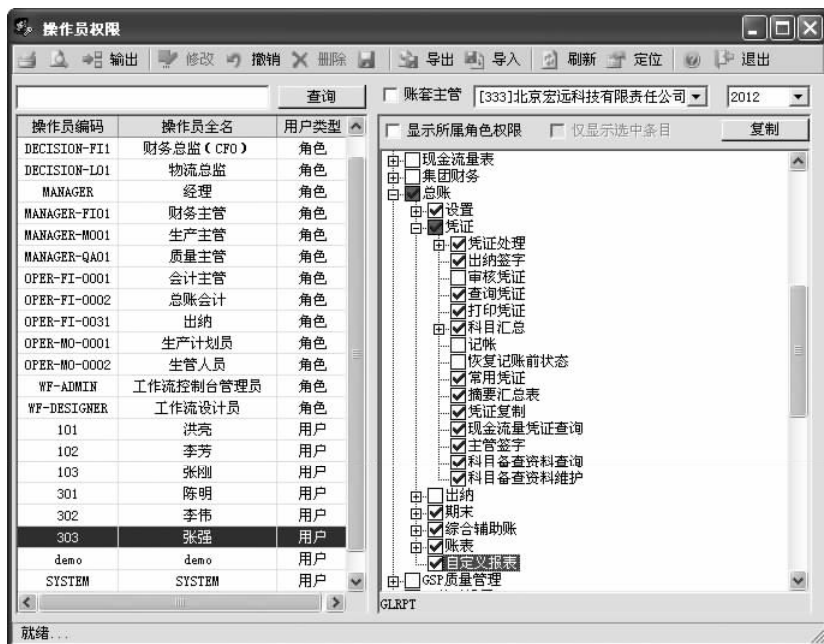 操作员权限
输出 修改 撤销 删除 导出 导入 刷新 定位 退出
查询 账套主管 [333]北京宏远科技有限责任公司 2012
显示所属角色权限 仅显示选中条目 复制
操作员编码 操作员全名 用户类型
DECISION-FI1 财务总监(CFO) 角色
DECISION-LO1 物流总监 角色
MANAGER 经理 角色
MANAGER-FI01 财务主管 角色
MANAGER-MO01 生产主管 角色
MANAGER-QA01 质量主管 角色
OPER-FI-0001 会计主管 角色
OPER-FI-0002 总账会计 角色
OPER-FI-0031 出纳 角色
OPER-MO-0001 生产计划员 角色
OPER-MO-0002 生管人员 角色
WF-ADMIN 工作流控制台管理员 角色
WF-DESIGNER 工作流设计员 角色
101 洪亮 用户
102 李芳 用户
103 张刚 用户
301 陈明 用户
302 李伟 用户
303 张强 用户
demo demo 用户
SYSTEM SYSTEM 用户
现金流量表
集团财务
总账
设置
凭证
凭证处理
出纳签字
审核凭证
查询凭证
打印凭证
科目汇总
记帐
恢复记账前状态
常用凭证
摘要汇总表
凭证复制
现金流量凭证查询
主管签字
科目备查资料查询
科目备查资料维护
出纳
期末
综合辅助账
账表
自定义报表
GSP质量管理
GLRPT
就绪...